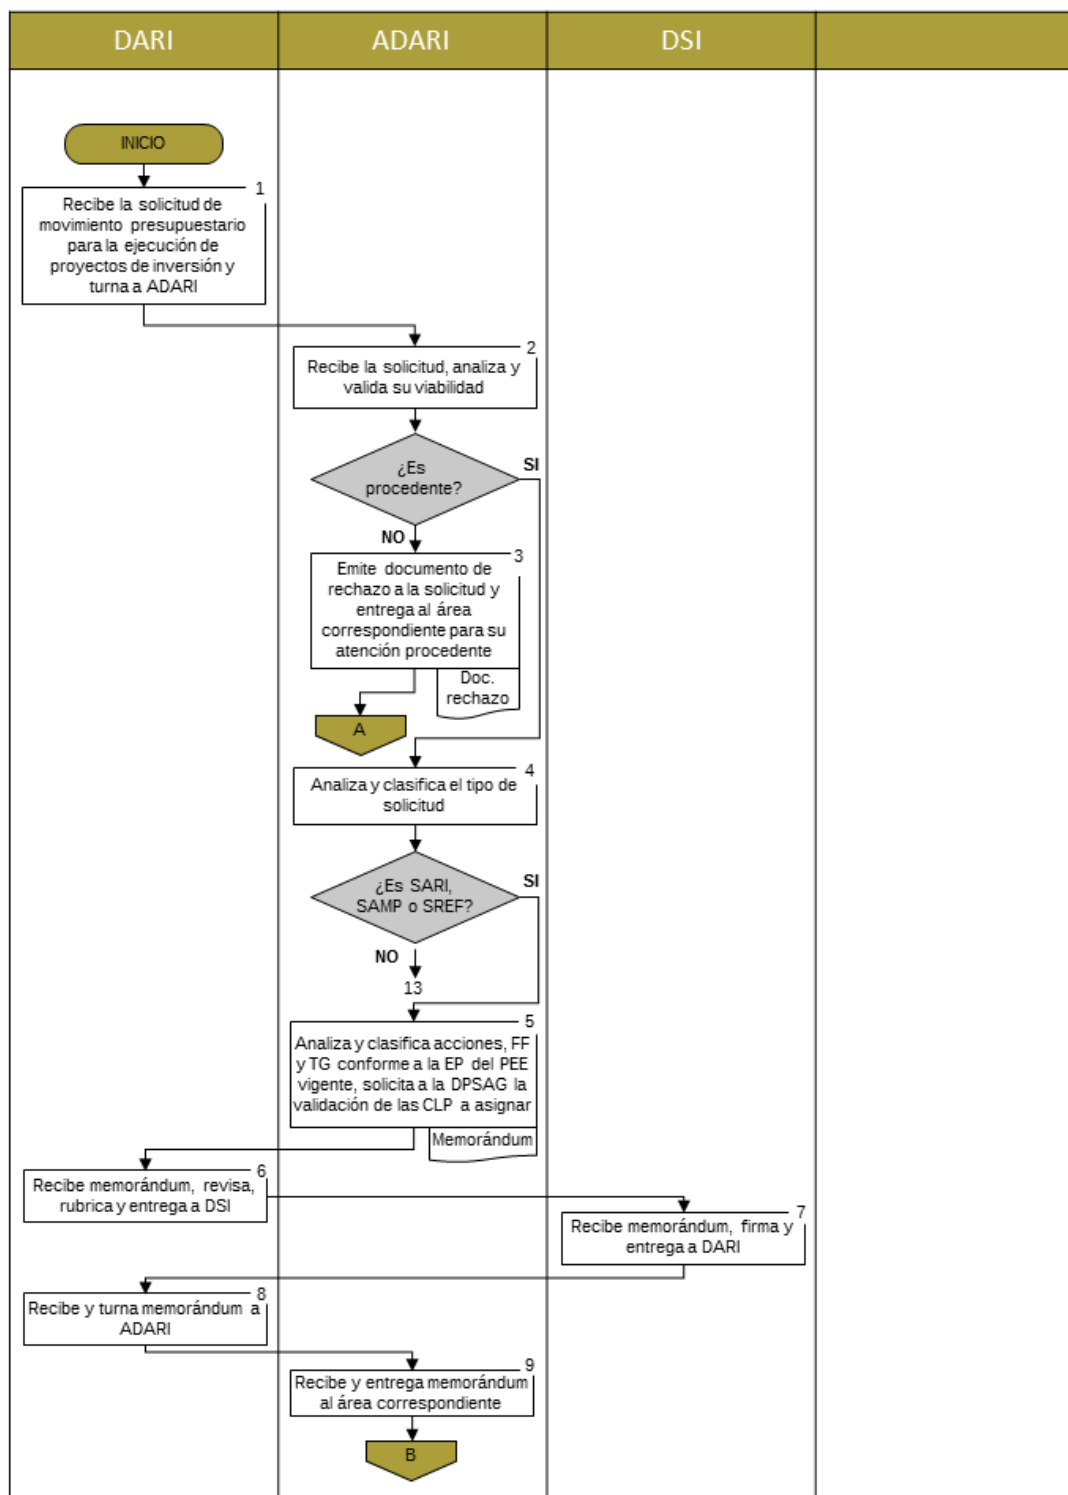 DARI
ADARI
DSI
INICIO
1
Recibe la solicitud de
movimiento presupuestario
para la ejecución de
proyectos de inversión y
turna a ADARI
2
Recibe la solicitud, analiza y
valida su viabilidad
¿Es
procedente?
SI
NO
3
Emite documento de
rechazo a la solicitud y
entrega al área
correspondiente para su
atención procedente
Doc.
rechazo
A
4
Analiza y clasifica el tipo de
solicitud
¿Es SARI,
SAMP o SREF?
SI
NO
13
5
Analiza y clasifica acciones, FF
y TG conforme a la EP del PEE
vigente, solicita a la DPSAG la
validación de las CLP a asignar
Memorándum
6
Recibe memorándum, revisa,
rubrica y entrega a DSI
7
Recibe memorándum, firma y
entrega a DARI
8
Recibe y turna memorándum a
ADARI
9
Recibe y entrega memorándum
al área correspondiente
B